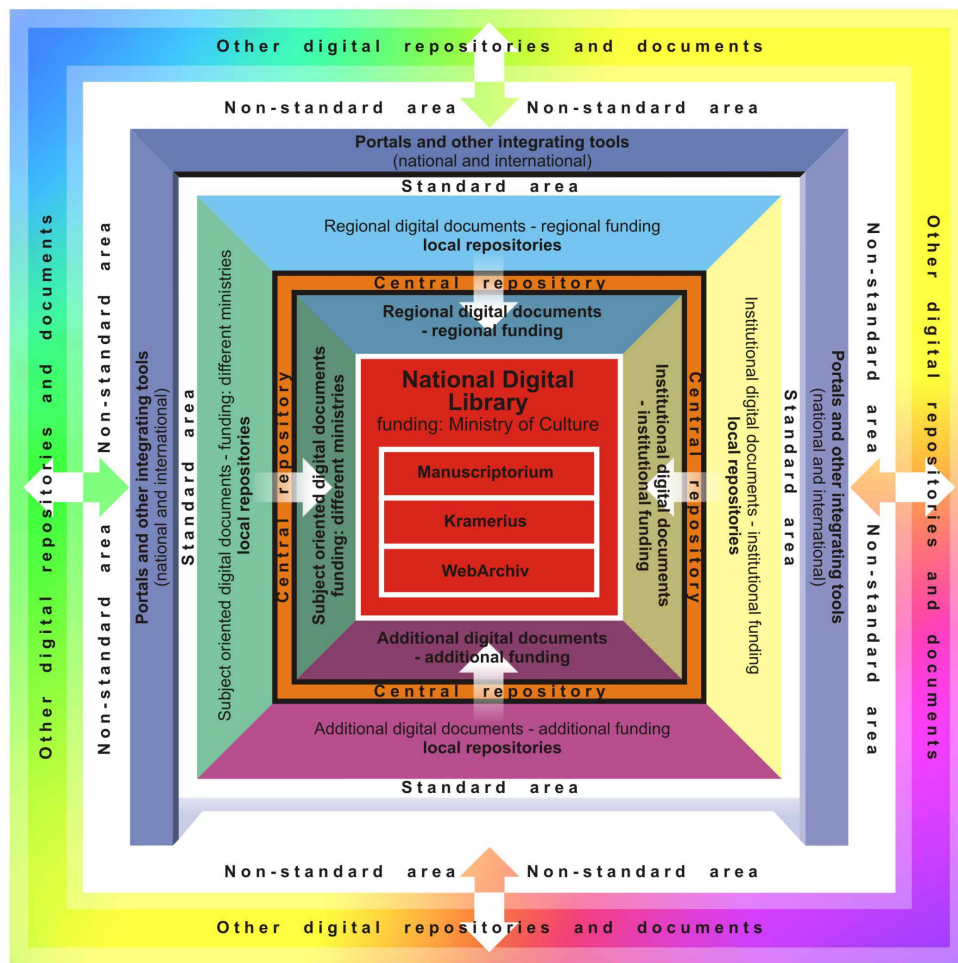 Other digital repositories and documents
Non-standard area Non-standard area
Portals and other integrating tools
(national and international)
Standard area
Regional digital documents - regional funding
local repositories
Central repository
Regional digital documents
- regional funding
Other digital repositories and documents
Non-standard area Non-standard area
Portals and other integrating tools
(national and international)
Standard area
Subject oriented digital documents - funding: different ministries
local repositories
Central repository
Subject oriented digital documents
funding: different ministries
National Digital
Library
funding: Ministry of Culture
Manuscriptorium
Kramerius
WebArchiv
Institutional digital documents
- institutional funding
Central repository
Institutional digital documents - institutional funding
local repositories
Standard area
Portals and other integrating tools
(national and international)
Non-standard area Non-standard area
Other digital repositories and documents
Additional digital documents
- additional funding
Central repository
Additional digital documents - additional funding
local repositories
Standard area
Non-standard area Non-standard area
Other digital repositories and documents